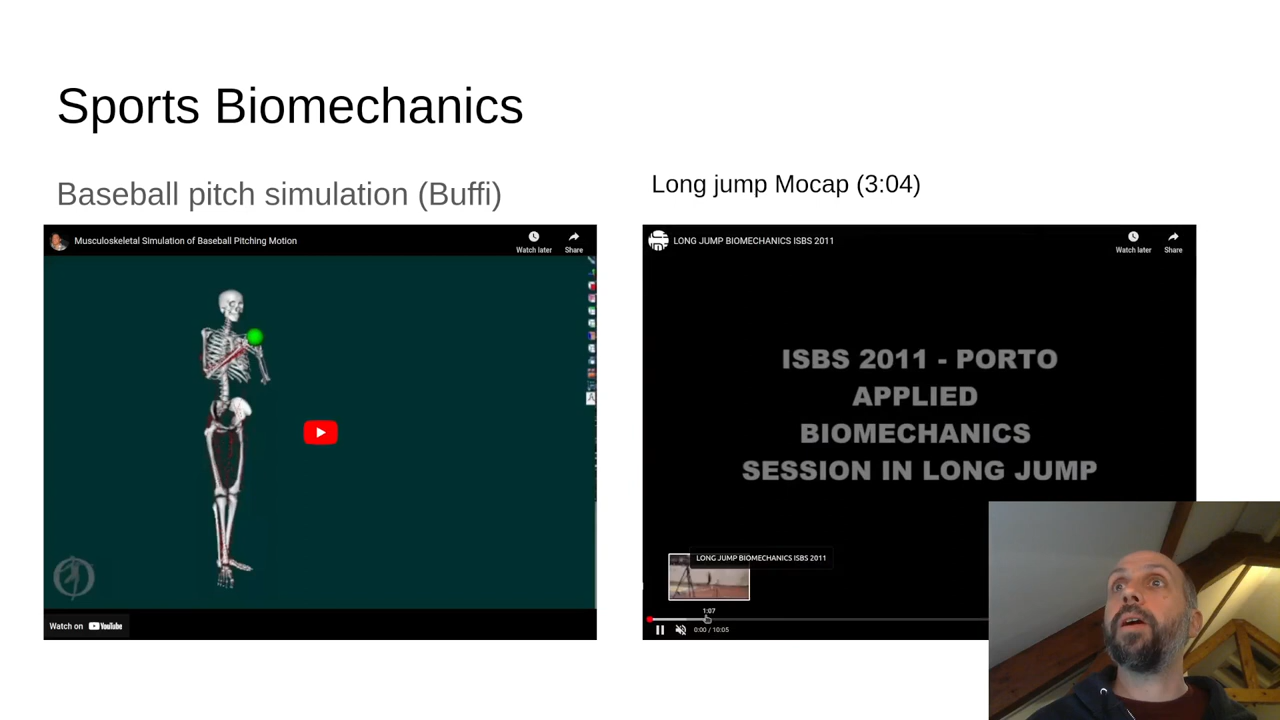 Sports Biomechanics
Baseball pitch simulation (Buffi)
Musculoskeletal Simulation of Baseball Pitching Motion
Watch later
Share
Watch on YouTube
Long jump Mocap (3:04)
LONG JUMP BIOMECHANICS ISBS 2011
Watch later
Share
ISBS 2011 - PORTO
APPLIED
BIOMECHANICS
SESSION IN LONG JUMP
LONG JUMP BIOMECHANICS ISBS 2011
1:07
0:00 / 10:05